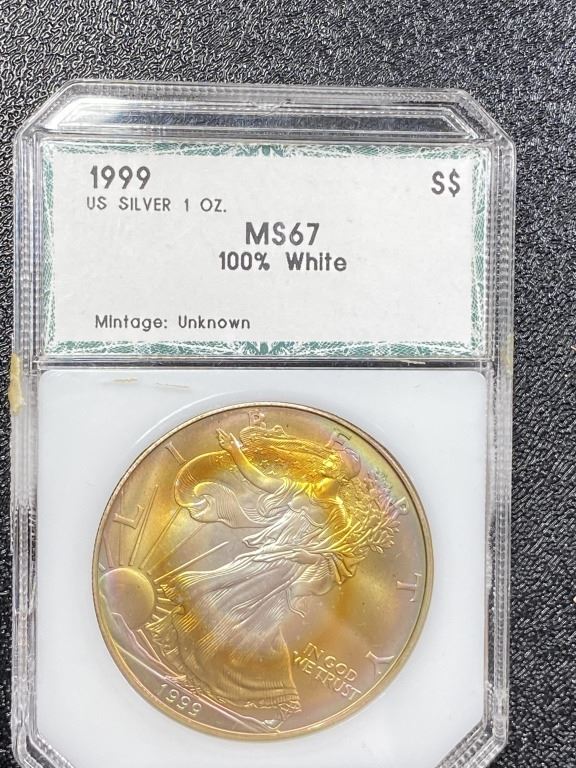 1999 S$
US SILVER 1 OZ.
MS67
100% White
Mintage: Unknown
LIBERTY
IN GOD
WE TRUST
1999